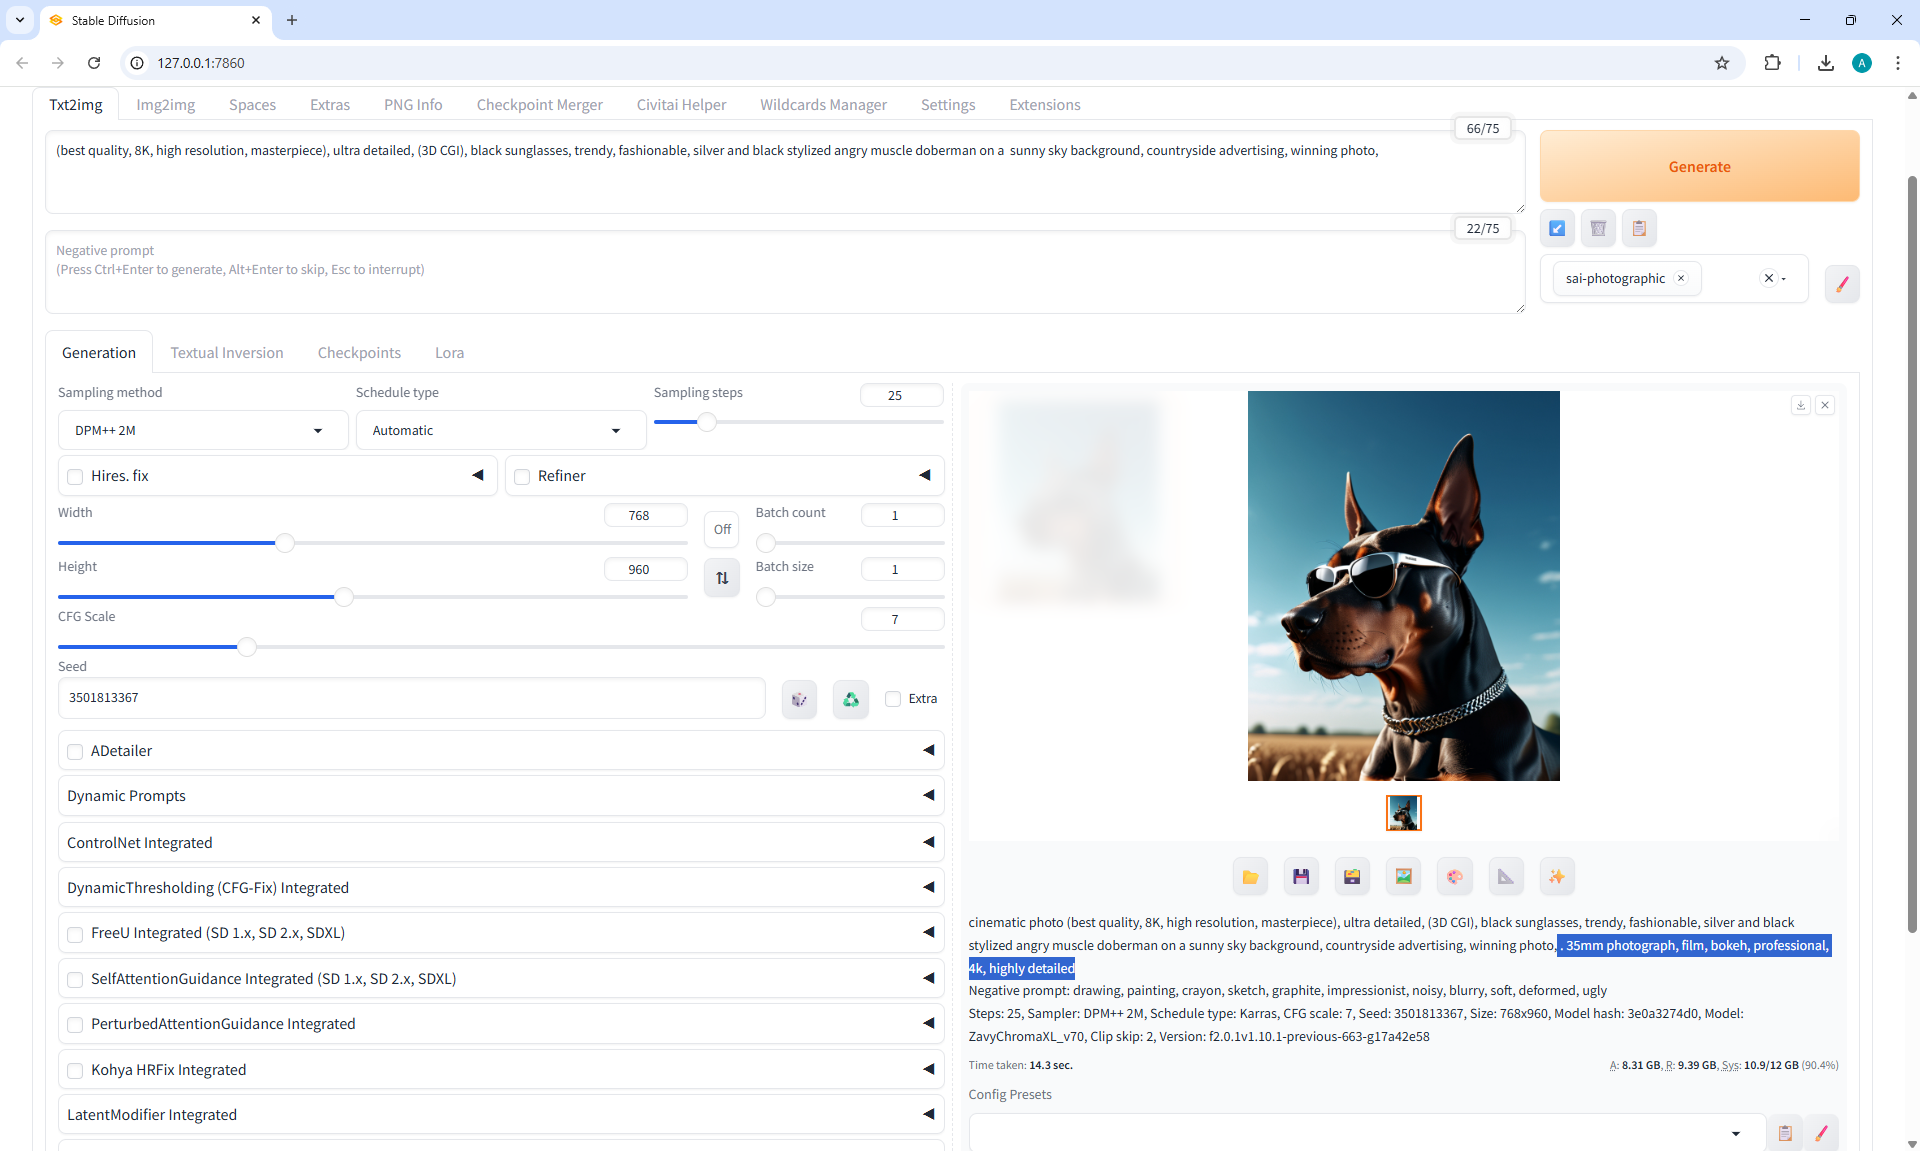 Stable Diffusion
127.0.0.1:7860
A
Txt2img Img2img Spaces Extras PNG Info Checkpoint Merger Civitai Helper Wildcards Manager Settings Extensions
66/75
(best quality, 8K, high resolution, masterpiece), ultra detailed, (3D CGI), black sunglasses, trendy, fashionable, silver and black stylized angry muscle doberman on a  sunny sky background, countryside advertising, winning photo,
Generate
22/75
Negative prompt
(Press Ctrl+Enter to generate, Alt+Enter to skip, Esc to interrupt)
sai-photographic
Generation Textual Inversion Checkpoints Lora
Sampling method Schedule type Sampling steps 25
DPM++ 2M Automatic
Hires. fix Refiner
Width 768 Off Batch count 1
Height 960 Batch size 1
CFG Scale 7
Seed
3501813367 Extra
ADetailer
Dynamic Prompts
ControlNet Integrated
DynamicThresholding (CFG-Fix) Integrated
FreeU Integrated (SD 1.x, SD 2.x, SDXL)
SelfAttentionGuidance Integrated (SD 1.x, SD 2.x, SDXL)
PerturbedAttentionGuidance Integrated
Kohya HRFix Integrated
LatentModifier Integrated
cinematic photo (best quality, 8K, high resolution, masterpiece), ultra detailed, (3D CGI), black sunglasses, trendy, fashionable, silver and black
stylized angry muscle doberman on a sunny sky background, countryside advertising, winning photo, . 35mm photograph, film, bokeh, professional,
4k, highly detailed
Negative prompt: drawing, painting, crayon, sketch, graphite, impressionist, noisy, blurry, soft, deformed, ugly
Steps: 25, Sampler: DPM++ 2M, Schedule type: Karras, CFG scale: 7, Seed: 3501813367, Size: 768x960, Model hash: 3e0a3274d0, Model:
ZavyChromaXL_v70, Clip skip: 2, Version: f2.0.1v1.10.1-previous-663-g17a42e58
Time taken: 14.3 sec. A: 8.31 GB, R: 9.39 GB, Sys: 10.9/12 GB (90.4%)
Config Presets